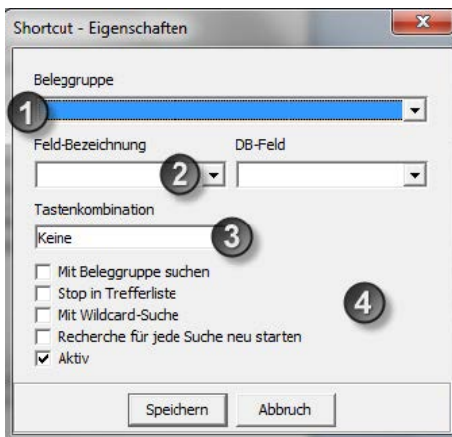 Shortcut - Eigenschaften
x
Beleggruppe
1
Feld-Bezeichnung DB-Feld
2
Tastenkombination
Keine 3
Mit Beleggruppe suchen
Stop in Trefferliste
Mit Wildcard-Suche 4
Recherche für jede Suche neu starten
Aktiv
Speichern Abbruch